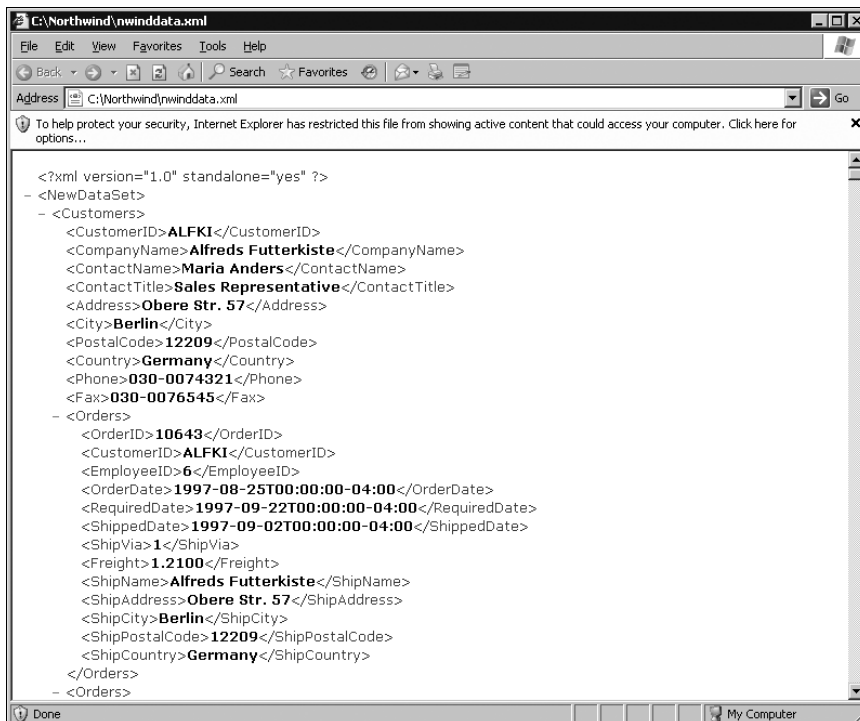 C:\Northwind\nwinddata.xml
File Edit View Favorites Tools Help
Back Search Favorites
Address C:\Northwind\nwinddata.xml Go
To help protect your security, Internet Explorer has restricted this file from showing active content that could access your computer. Click here for
options...
<?xml version="1.0" standalone="yes" ?>
- <NewDataSet>
- <Customers>
<CustomerID>ALFKI</CustomerID>
<CompanyName>Alfreds Futterkiste</CompanyName>
<ContactName>Maria Anders</ContactName>
<ContactTitle>Sales Representative</ContactTitle>
<Address>Obere Str. 57</Address>
<City>Berlin</City>
<PostalCode>12209</PostalCode>
<Country>Germany</Country>
<Phone>030-0074321</Phone>
<Fax>030-0076545</Fax>
- <Orders>
<OrderID>10643</OrderID>
<CustomerID>ALFKI</CustomerID>
<EmployeeID>6</EmployeeID>
<OrderDate>1997-08-25T00:00:00-04:00</OrderDate>
<RequiredDate>1997-09-22T00:00:00-04:00</RequiredDate>
<ShippedDate>1997-09-02T00:00:00-04:00</ShippedDate>
<ShipVia>1</ShipVia>
<Freight>1.2100</Freight>
<ShipName>Alfreds Futterkiste</ShipName>
<ShipAddress>Obere Str. 57</ShipAddress>
<ShipCity>Berlin</ShipCity>
<ShipPostalCode>12209</ShipPostalCode>
<ShipCountry>Germany</ShipCountry>
</Orders>
- <Orders>
Done My Computer